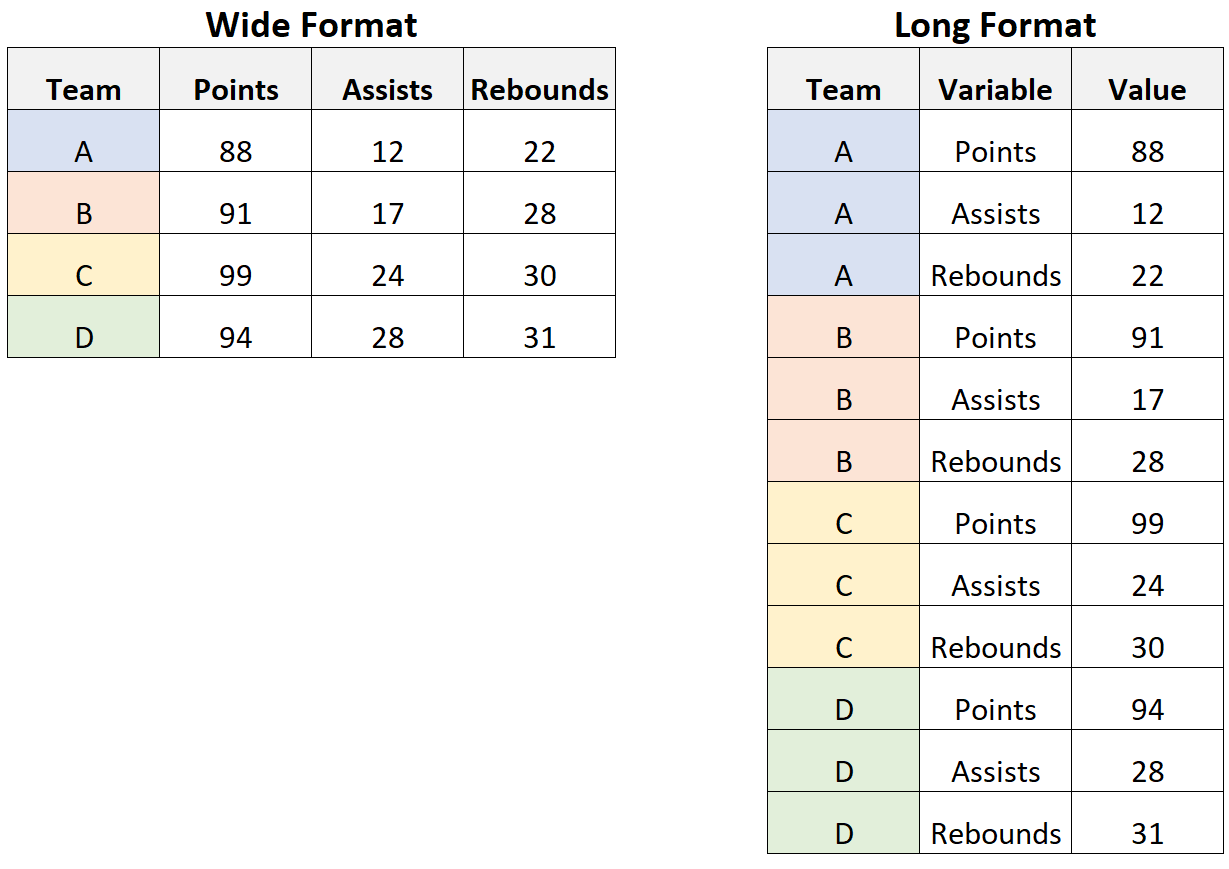 Wide Format
Team Points Assists Rebounds
A 88 12 22
B 91 17 28
C 99 24 30
D 94 28 31
Long Format
Team Variable Value
A Points 88
A Assists 12
A Rebounds 22
B Points 91
B Assists 17
B Rebounds 28
C Points 99
C Assists 24
C Rebounds 30
D Points 94
D Assists 28
D Rebounds 31